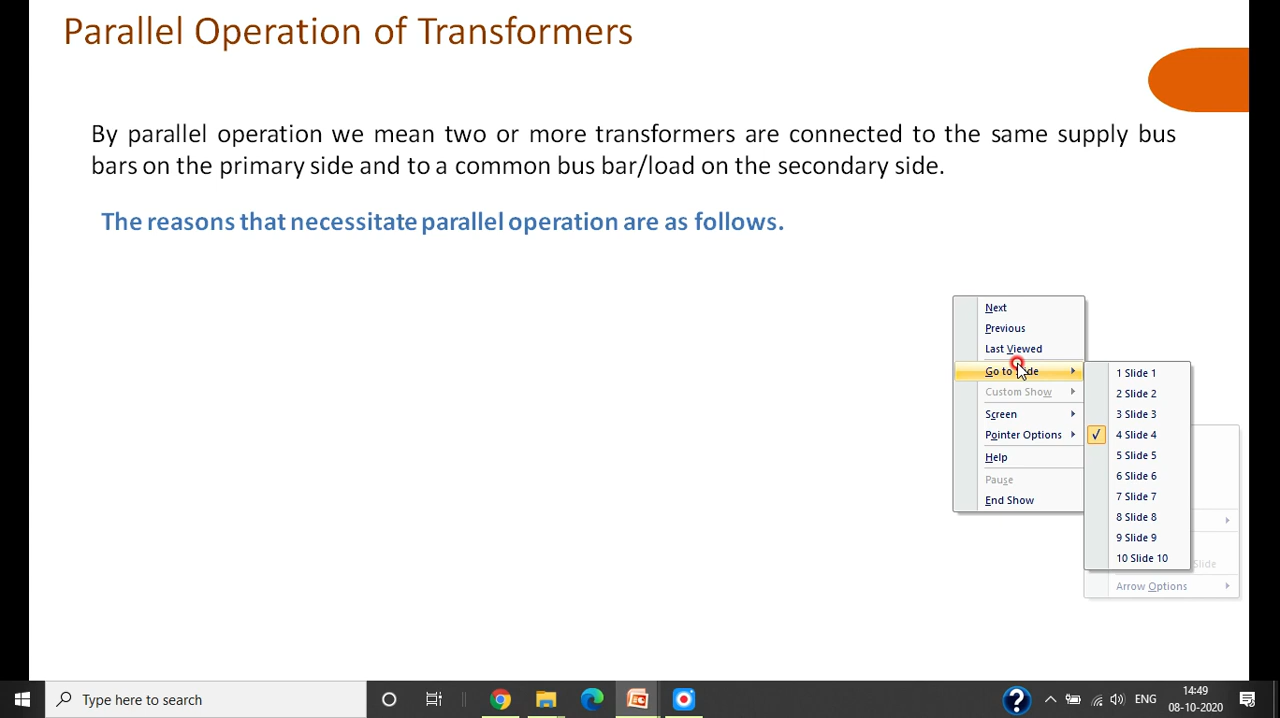 Parallel Operation of Transformers
By parallel operation we mean two or more transformers are connected to the same supply bus
bars on the primary side and to a common bus bar/load on the secondary side.
The reasons that necessitate parallel operation are as follows.
Next
Previous
Last Viewed
Go to
Custom Show
Screen
Pointer Options
Help
Pause
End Show
1 Slide 1
2 Slide 2
3 Slide 3
4 Slide 4
5 Slide 5
6 Slide 6
7 Slide 7
8 Slide 8
9 Slide 9
10 Slide 10
Slide
Arrow Options
Type here to search
ENG
14:49
08-10-2020